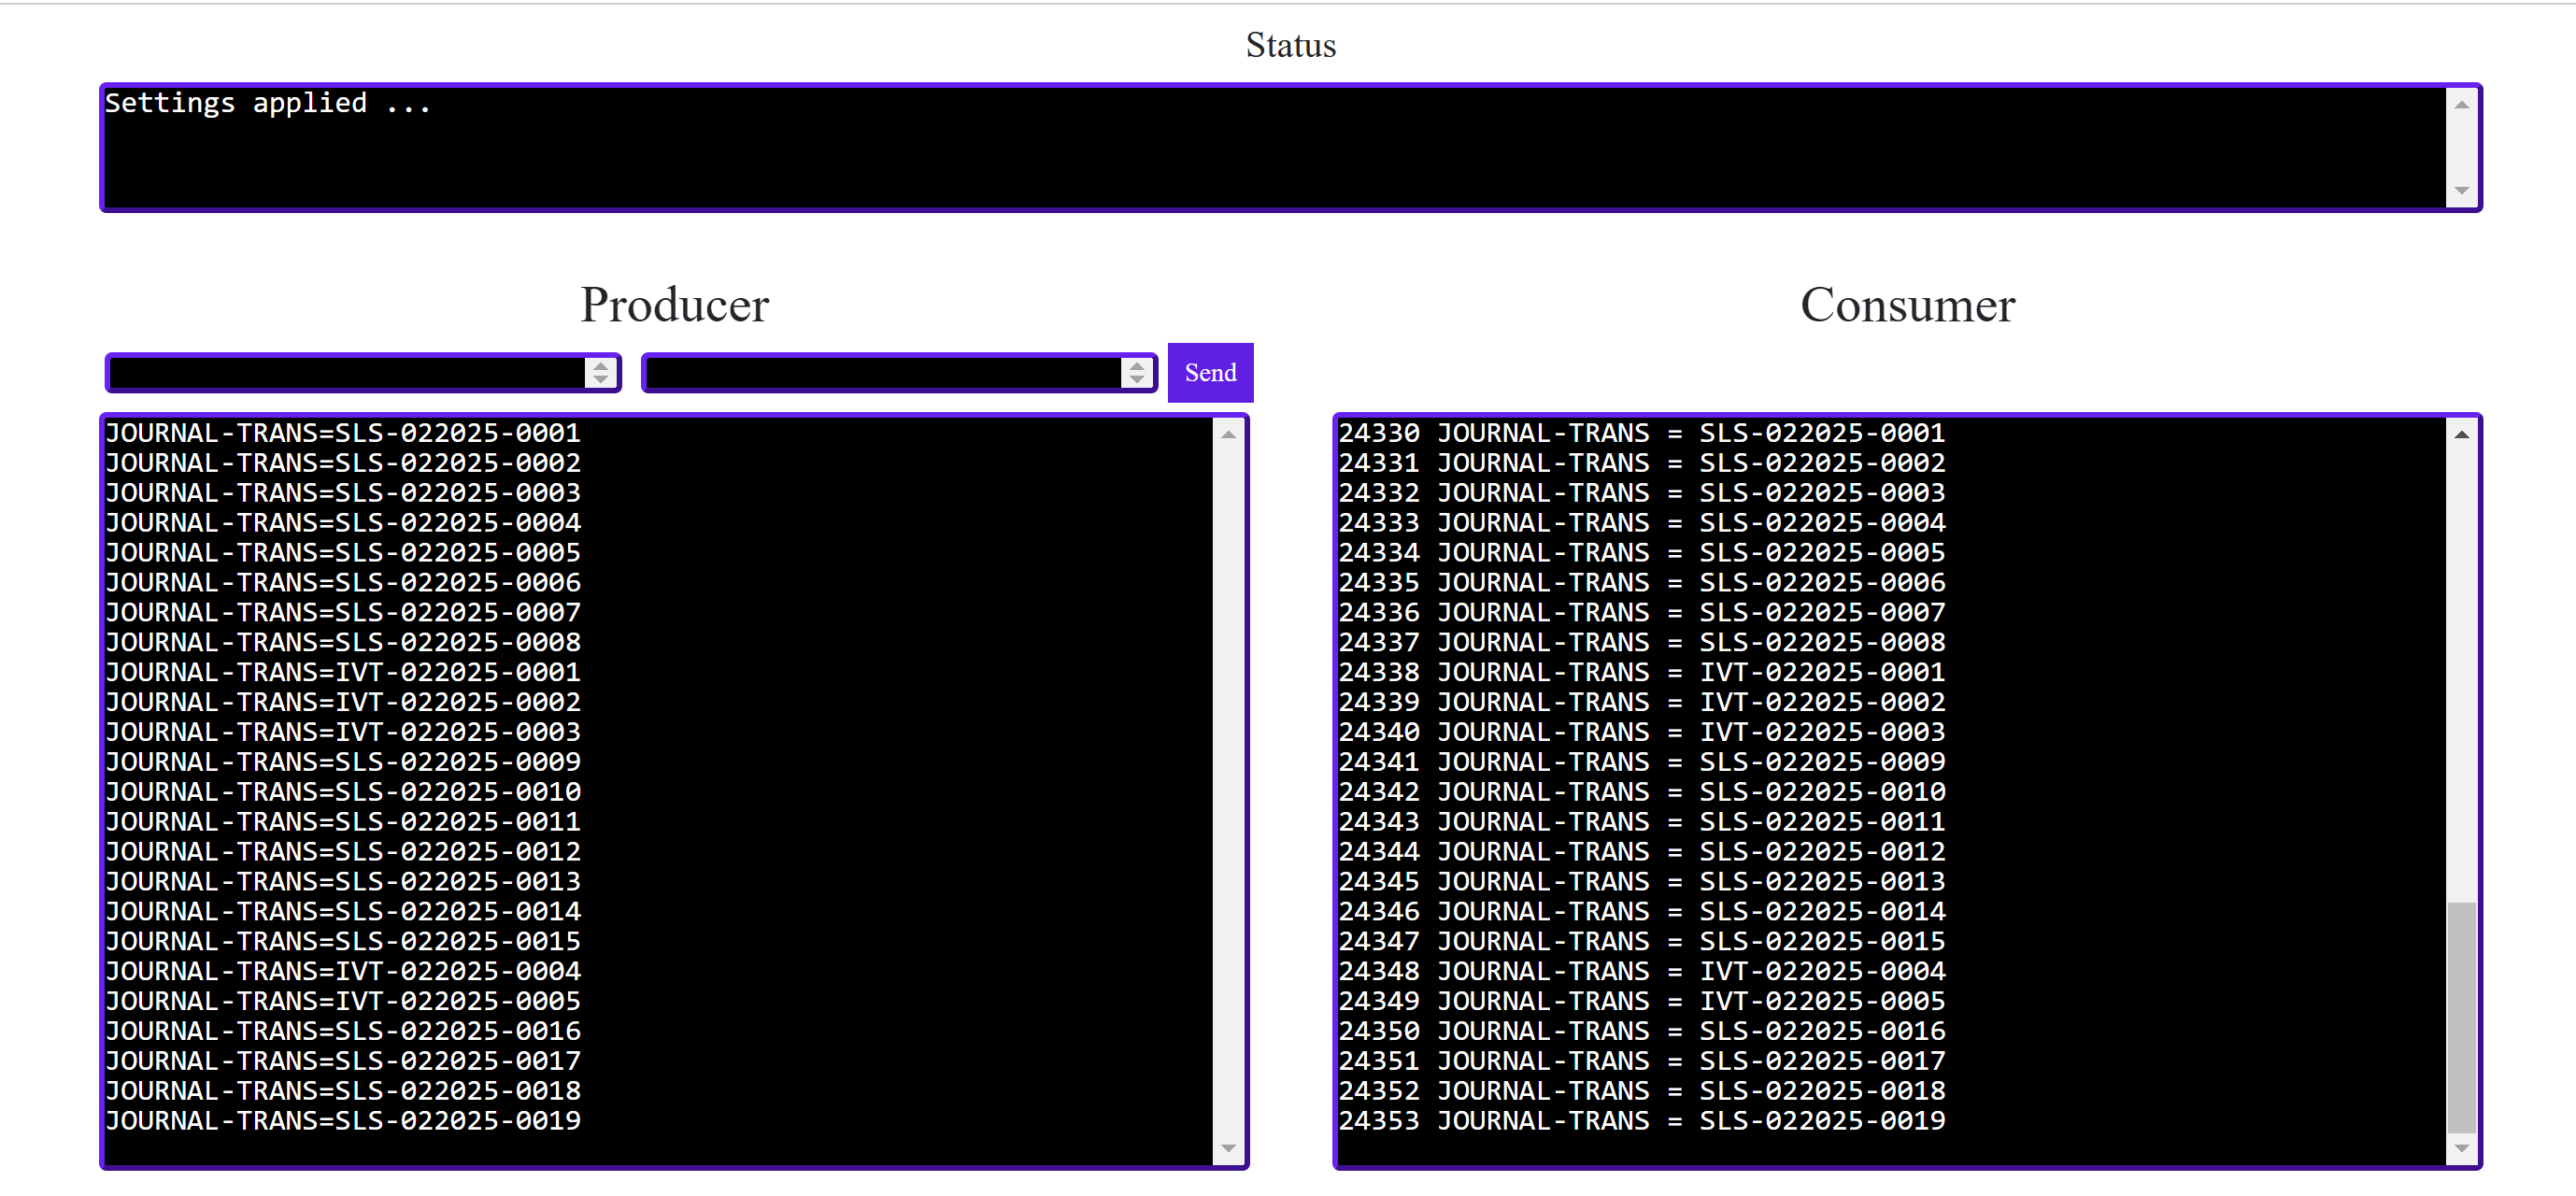 Status
Settings applied ...
Producer
Send
JOURNAL-TRANS=SLS-022025-0001
JOURNAL-TRANS=SLS-022025-0002
JOURNAL-TRANS=SLS-022025-0003
JOURNAL-TRANS=SLS-022025-0004
JOURNAL-TRANS=SLS-022025-0005
JOURNAL-TRANS=SLS-022025-0006
JOURNAL-TRANS=SLS-022025-0007
JOURNAL-TRANS=SLS-022025-0008
JOURNAL-TRANS=IVT-022025-0001
JOURNAL-TRANS=IVT-022025-0002
JOURNAL-TRANS=IVT-022025-0003
JOURNAL-TRANS=SLS-022025-0009
JOURNAL-TRANS=SLS-022025-0010
JOURNAL-TRANS=SLS-022025-0011
JOURNAL-TRANS=SLS-022025-0012
JOURNAL-TRANS=SLS-022025-0013
JOURNAL-TRANS=SLS-022025-0014
JOURNAL-TRANS=SLS-022025-0015
JOURNAL-TRANS=IVT-022025-0004
JOURNAL-TRANS=IVT-022025-0005
JOURNAL-TRANS=SLS-022025-0016
JOURNAL-TRANS=SLS-022025-0017
JOURNAL-TRANS=SLS-022025-0018
JOURNAL-TRANS=SLS-022025-0019
Consumer
24330 JOURNAL-TRANS = SLS-022025-0001
24331 JOURNAL-TRANS = SLS-022025-0002
24332 JOURNAL-TRANS = SLS-022025-0003
24333 JOURNAL-TRANS = SLS-022025-0004
24334 JOURNAL-TRANS = SLS-022025-0005
24335 JOURNAL-TRANS = SLS-022025-0006
24336 JOURNAL-TRANS = SLS-022025-0007
24337 JOURNAL-TRANS = SLS-022025-0008
24338 JOURNAL-TRANS = IVT-022025-0001
24339 JOURNAL-TRANS = IVT-022025-0002
24340 JOURNAL-TRANS = IVT-022025-0003
24341 JOURNAL-TRANS = SLS-022025-0009
24342 JOURNAL-TRANS = SLS-022025-0010
24343 JOURNAL-TRANS = SLS-022025-0011
24344 JOURNAL-TRANS = SLS-022025-0012
24345 JOURNAL-TRANS = SLS-022025-0013
24346 JOURNAL-TRANS = SLS-022025-0014
24347 JOURNAL-TRANS = SLS-022025-0015
24348 JOURNAL-TRANS = IVT-022025-0004
24349 JOURNAL-TRANS = IVT-022025-0005
24350 JOURNAL-TRANS = SLS-022025-0016
24351 JOURNAL-TRANS = SLS-022025-0017
24352 JOURNAL-TRANS = SLS-022025-0018
24353 JOURNAL-TRANS = SLS-022025-0019